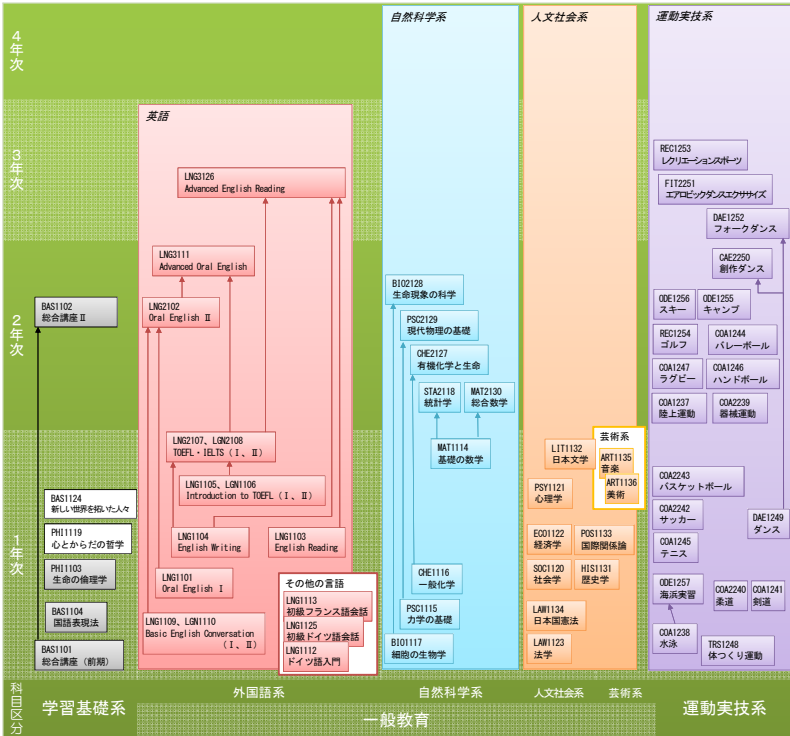 4年次
3年次
2年次
1年次
科目区分
BAS1102
総合講座Ⅱ
BAS1124
新しい世界を招いた人々
PHI1119
心とからだの哲学
PHI1103
生命の倫理学
BAS1104
国語表現法
BAS1101
総合講座（前期）
英語
LNG3126
Advanced English Reading
LNG3111
Advanced Oral English
LNG2102
Oral English Ⅱ
LNG2107、LGN2108
TOEFL・IELTS（Ⅰ、Ⅱ）
LNG1105、LGN1106
Introduction to TOEFL（Ⅰ、Ⅱ）
LNG1104
English Writing
LNG1103
English Reading
LNG1101
Oral English Ⅰ
LNG1109、LGN1110
Basic English Conversation
（Ⅰ、Ⅱ）
その他の言語
LNG1113
初級フランス語会話
LNG1125
初級ドイツ語会話
LNG1112
ドイツ語入門
自然科学系
BIO2128
生命現象の科学
PSC2129
現代物理の基礎
CHE2127
有機化学と生命
STA2118
統計学
MAT2130
総合数学
MAT1114
基礎の数学
CHE1116
一般化学
PSC1115
力学の基礎
BIO1117
細胞の生物学
人文社会系
LIT1132
日本文学
芸術系
ART1135
音楽
ART1136
美術
PSY1121
心理学
ECO1122
経済学
POS1133
国際関係論
SOC1120
社会学
HIS1131
歴史学
LAW1134
日本国憲法
LAW1123
法学
運動実技系
REC1253
レクリエーションスポーツ
FIT2251
エアロビックダンスエクササイズ
DAE1252
フォークダンス
CAE2250
創作ダンス
ODE1256
スキー
ODE1255
キャンプ
REC1254
ゴルフ
COA1244
バレーボール
COA1247
ラグビー
COA1246
ハンドボール
COA1237
陸上運動
COA2239
器械運動
COA2243
バスケットボール
COA2242
サッカー
DAE1249
ダンス
COA1245
テニス
ODE1257
海浜実習
COA2240
柔道
COA1241
剣道
COA1238
水泳
TRS1248
体つくり運動
学習基礎系
外国語系
自然科学系
人文社会系
芸術系
一般教育
運動実技系